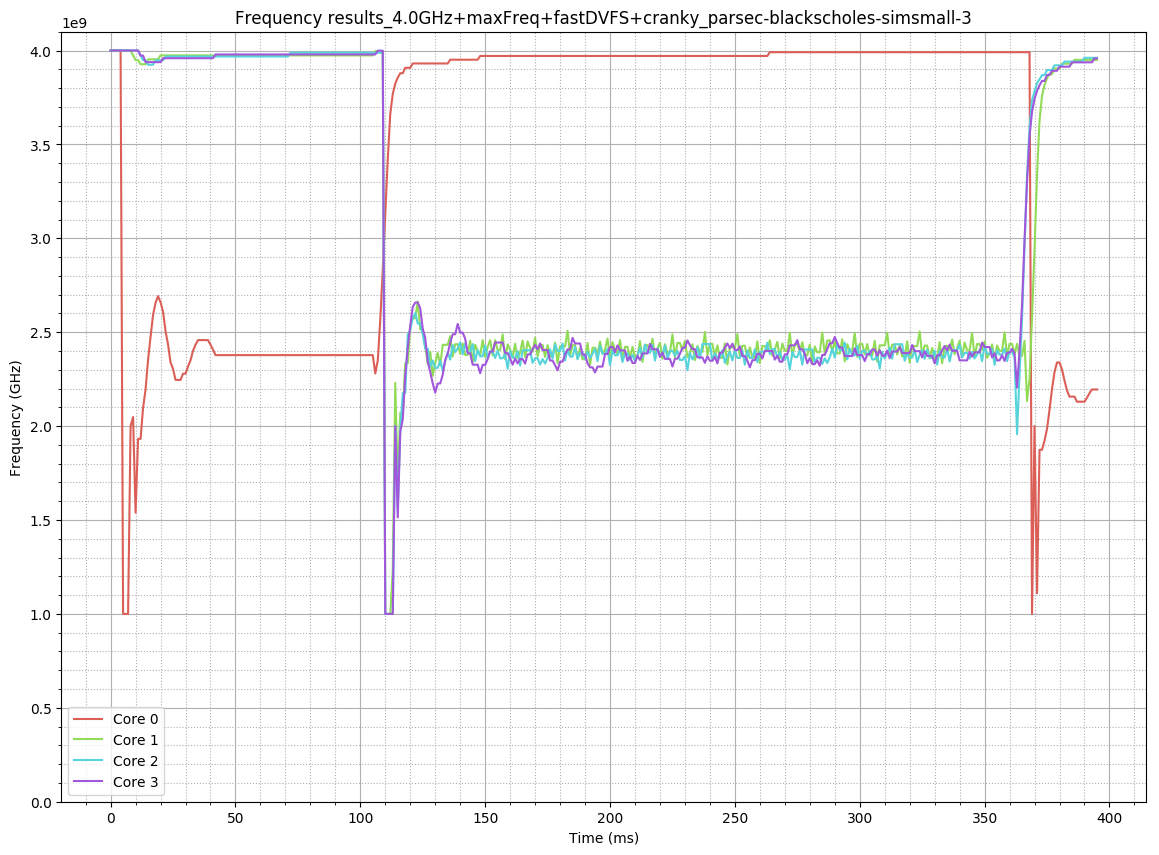 Frequency results_4.0GHz+maxFreq+fastDVFS+cranky_parsec-blackscholes-simsmall-3
1e9
4.0
3.5
3.0
2.5
2.0
1.5
1.0
0.5
0.0
Frequency (GHz)
Core 0
Core 1
Core 2
Core 3
0 50 100 150 200 250 300 350 400
Time (ms)